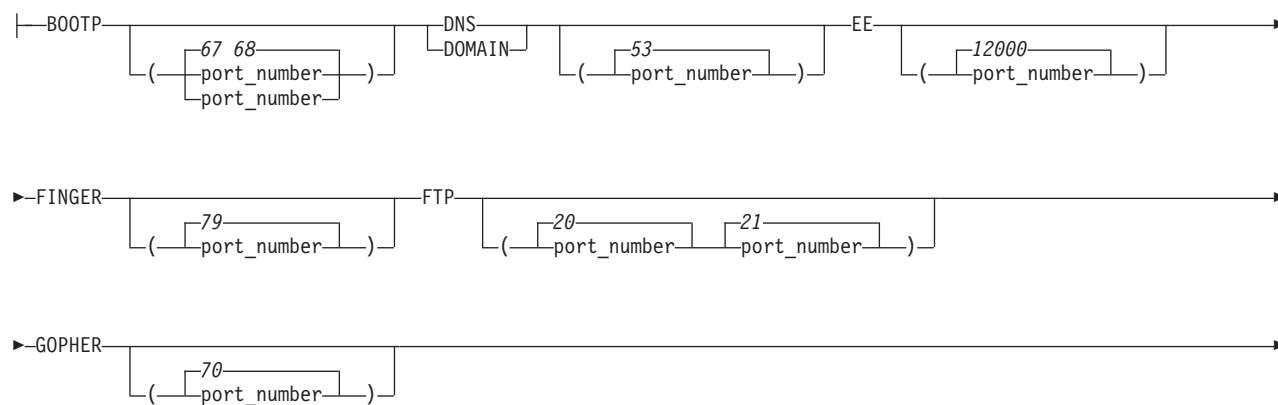 BOOTP DNS EE
67 68 DOMAIN 53 12000
( port_number ) ( port_number ) ( port_number )
port_number
FINGER FTP
79 20 21
( port_number ) ( port_number port_number )
GOPHER
70
( port_number )